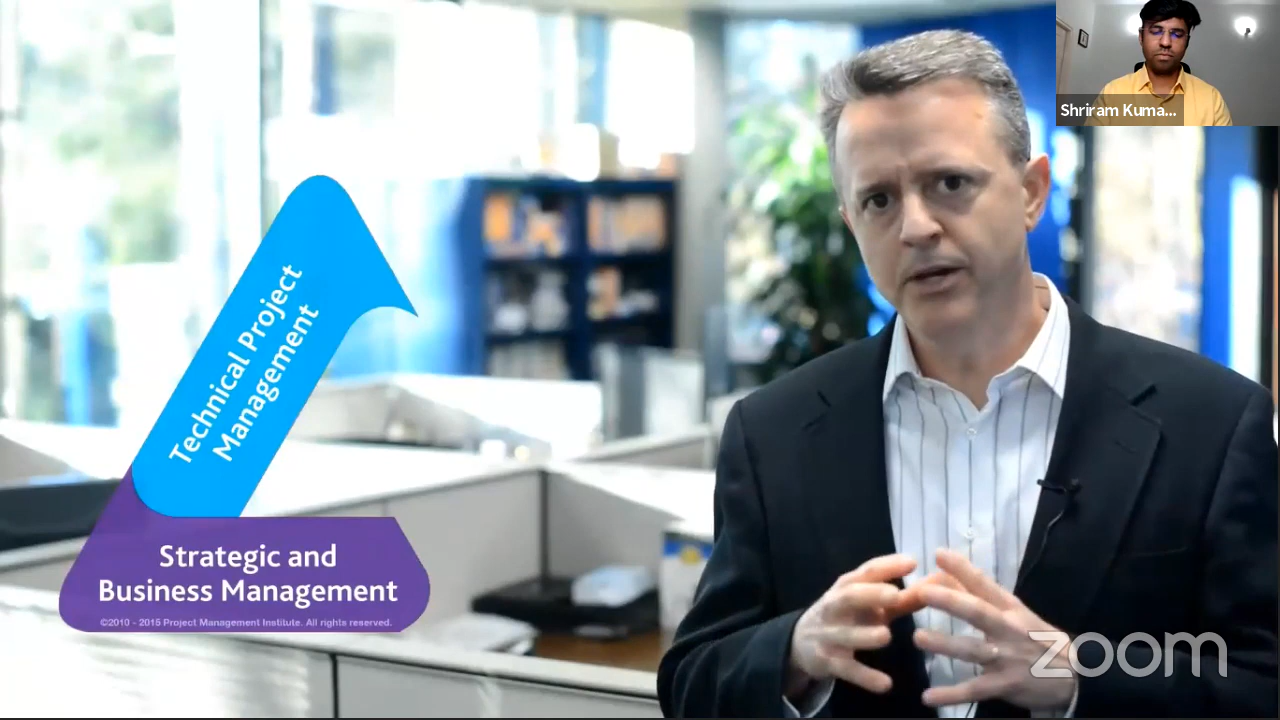 Shriram Kuma...
Technical Project
Management
Strategic and
Business Management
©2010 - 2015 Project Management Institute. All rights reserved.
zoom